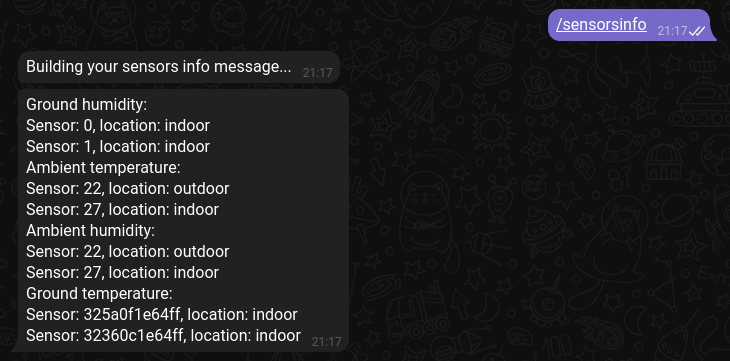 /sensorsinfo 21:17
Building your sensors info message... 21:17
Ground humidity:
Sensor: 0, location: indoor
Sensor: 1, location: indoor
Ambient temperature:
Sensor: 22, location: outdoor
Sensor: 27, location: indoor
Ambient humidity:
Sensor: 22, location: outdoor
Sensor: 27, location: indoor
Ground temperature:
Sensor: 325a0f1e64ff, location: indoor
Sensor: 32360c1e64ff, location: indoor 21:17